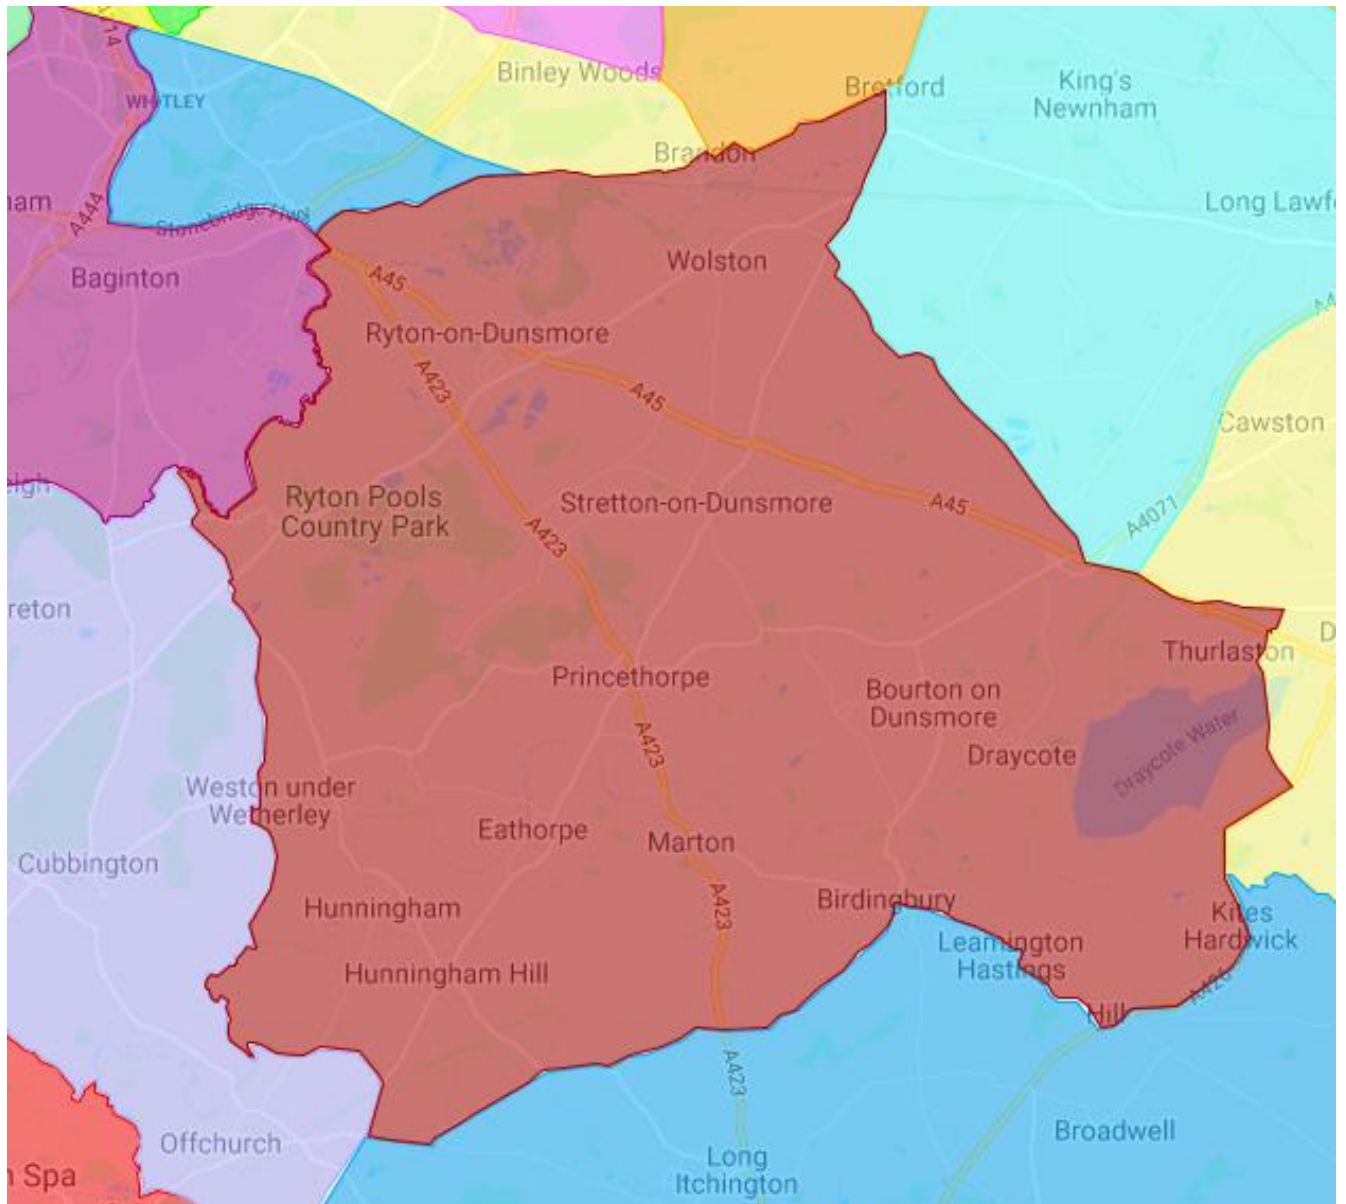 Binley Woods
Bretford
King's
Newnham
WHITLEY
Brandon
A444
Stonebridge Hwy
Long Lawf
Baginton
Wolston
A45
Ryton-on-Dunsmore
A423
A45
Cawston
Ryton Pools
Country Park
Stretton-on-Dunsmore
A45
A4071
A423
reton
Thurlaston
Princethorpe
Bourton on
Dunsmore
A423
Draycote
Draycote Water
Weston under
Wetherley
Eathorpe
Marton
Cubbington
A423
Birdingbury
Hunningham
Kites
Hardwick
Leamington
Hastings
Hunningham Hill
A426
Hill
A423
Offchurch
Broadwell
Long
Itchington
Spa